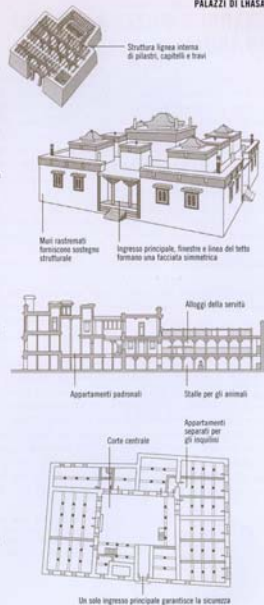 PALAZZI DI LHASA
Struttura lignea interna
di pilastri, capitelli e travi
Muri rastremati
forniscono sostegno
strutturale
Ingresso principale, finestre e linea del tetto
formano una facciata simmetrica
Alloggi della servitù
Appartamenti padronali
Stalle per gli animali
Corte centrale
Appartamenti
separati per
gli inquilini
Un solo ingresso principale garantisce la sicurezza